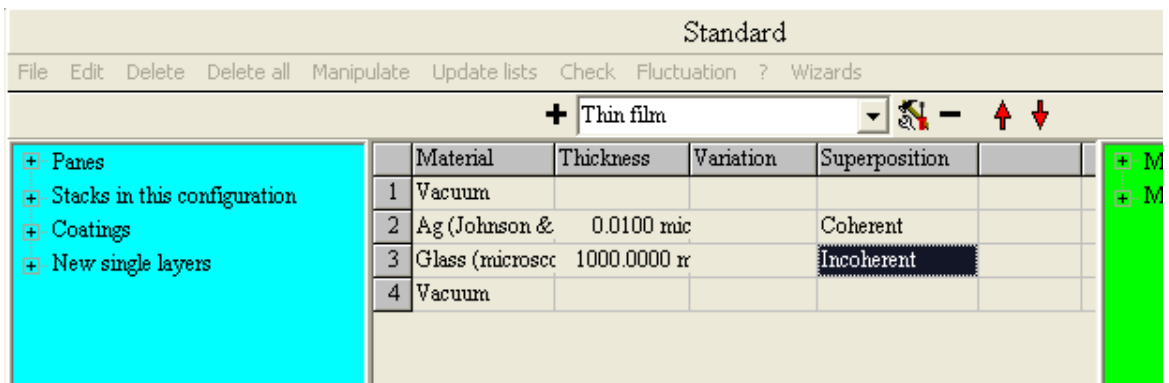 Standard
File Edit Delete Delete all Manipulate Update lists Check Fluctuation ? Wizards
Thin film
Panes
Stacks in this configuration
Coatings
New single layers
Material Thickness Variation Superposition
1 Vacuum
2 Ag (Johnson & 0.0100 mic Coherent
3 Glass (microsco 1000.0000 m Incoherent
4 Vacuum
M
M